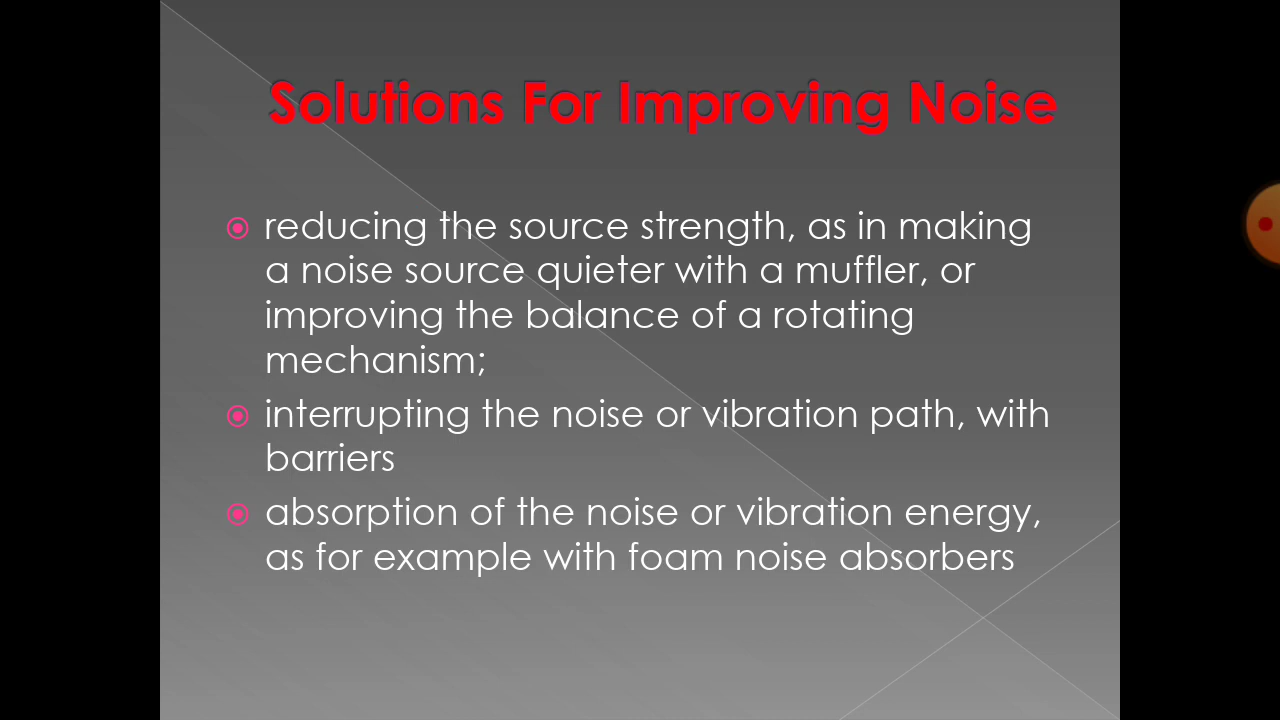 Solutions For Improving Noise
reducing the source strength, as in making
a noise source quieter with a muffler, or
improving the balance of a rotating
mechanism;
interrupting the noise or vibration path, with
barriers
absorption of the noise or vibration energy,
as for example with foam noise absorbers